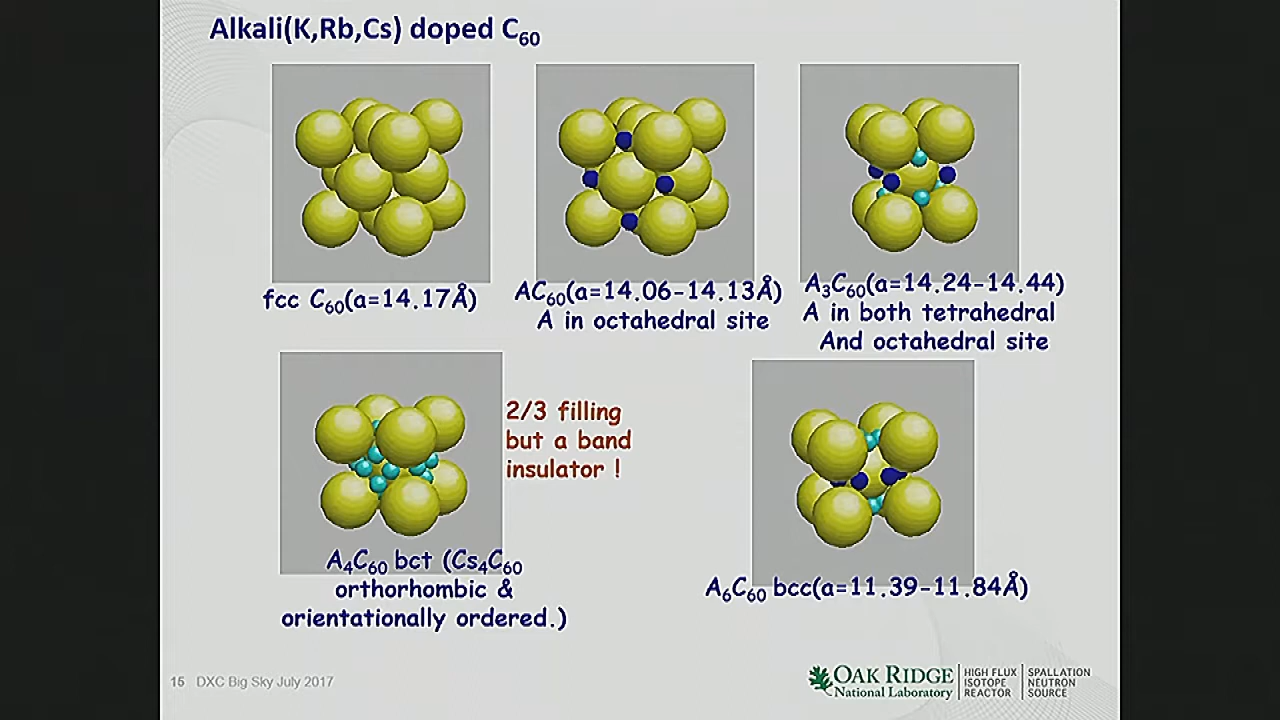 Alkali(K,Rb,Cs) doped C60
fcc C60(a=14.17Å)
AC60(a=14.06-14.13Å)
A in octahedral site
A3C60(a=14.24-14.44)
A in both tetrahedral
And octahedral site
2/3 filling
but a band
insulator !
A4C60 bct (Cs4C60
orthorhombic &
orientationally ordered.)
A6C60 bcc(a=11.39-11.84Å)
15 DXC Big Sky July 2017
OAK RIDGE
National Laboratory
HIGH FLUX
ISOTOPE
REACTOR
SPALLATION
NEUTRON
SOURCE